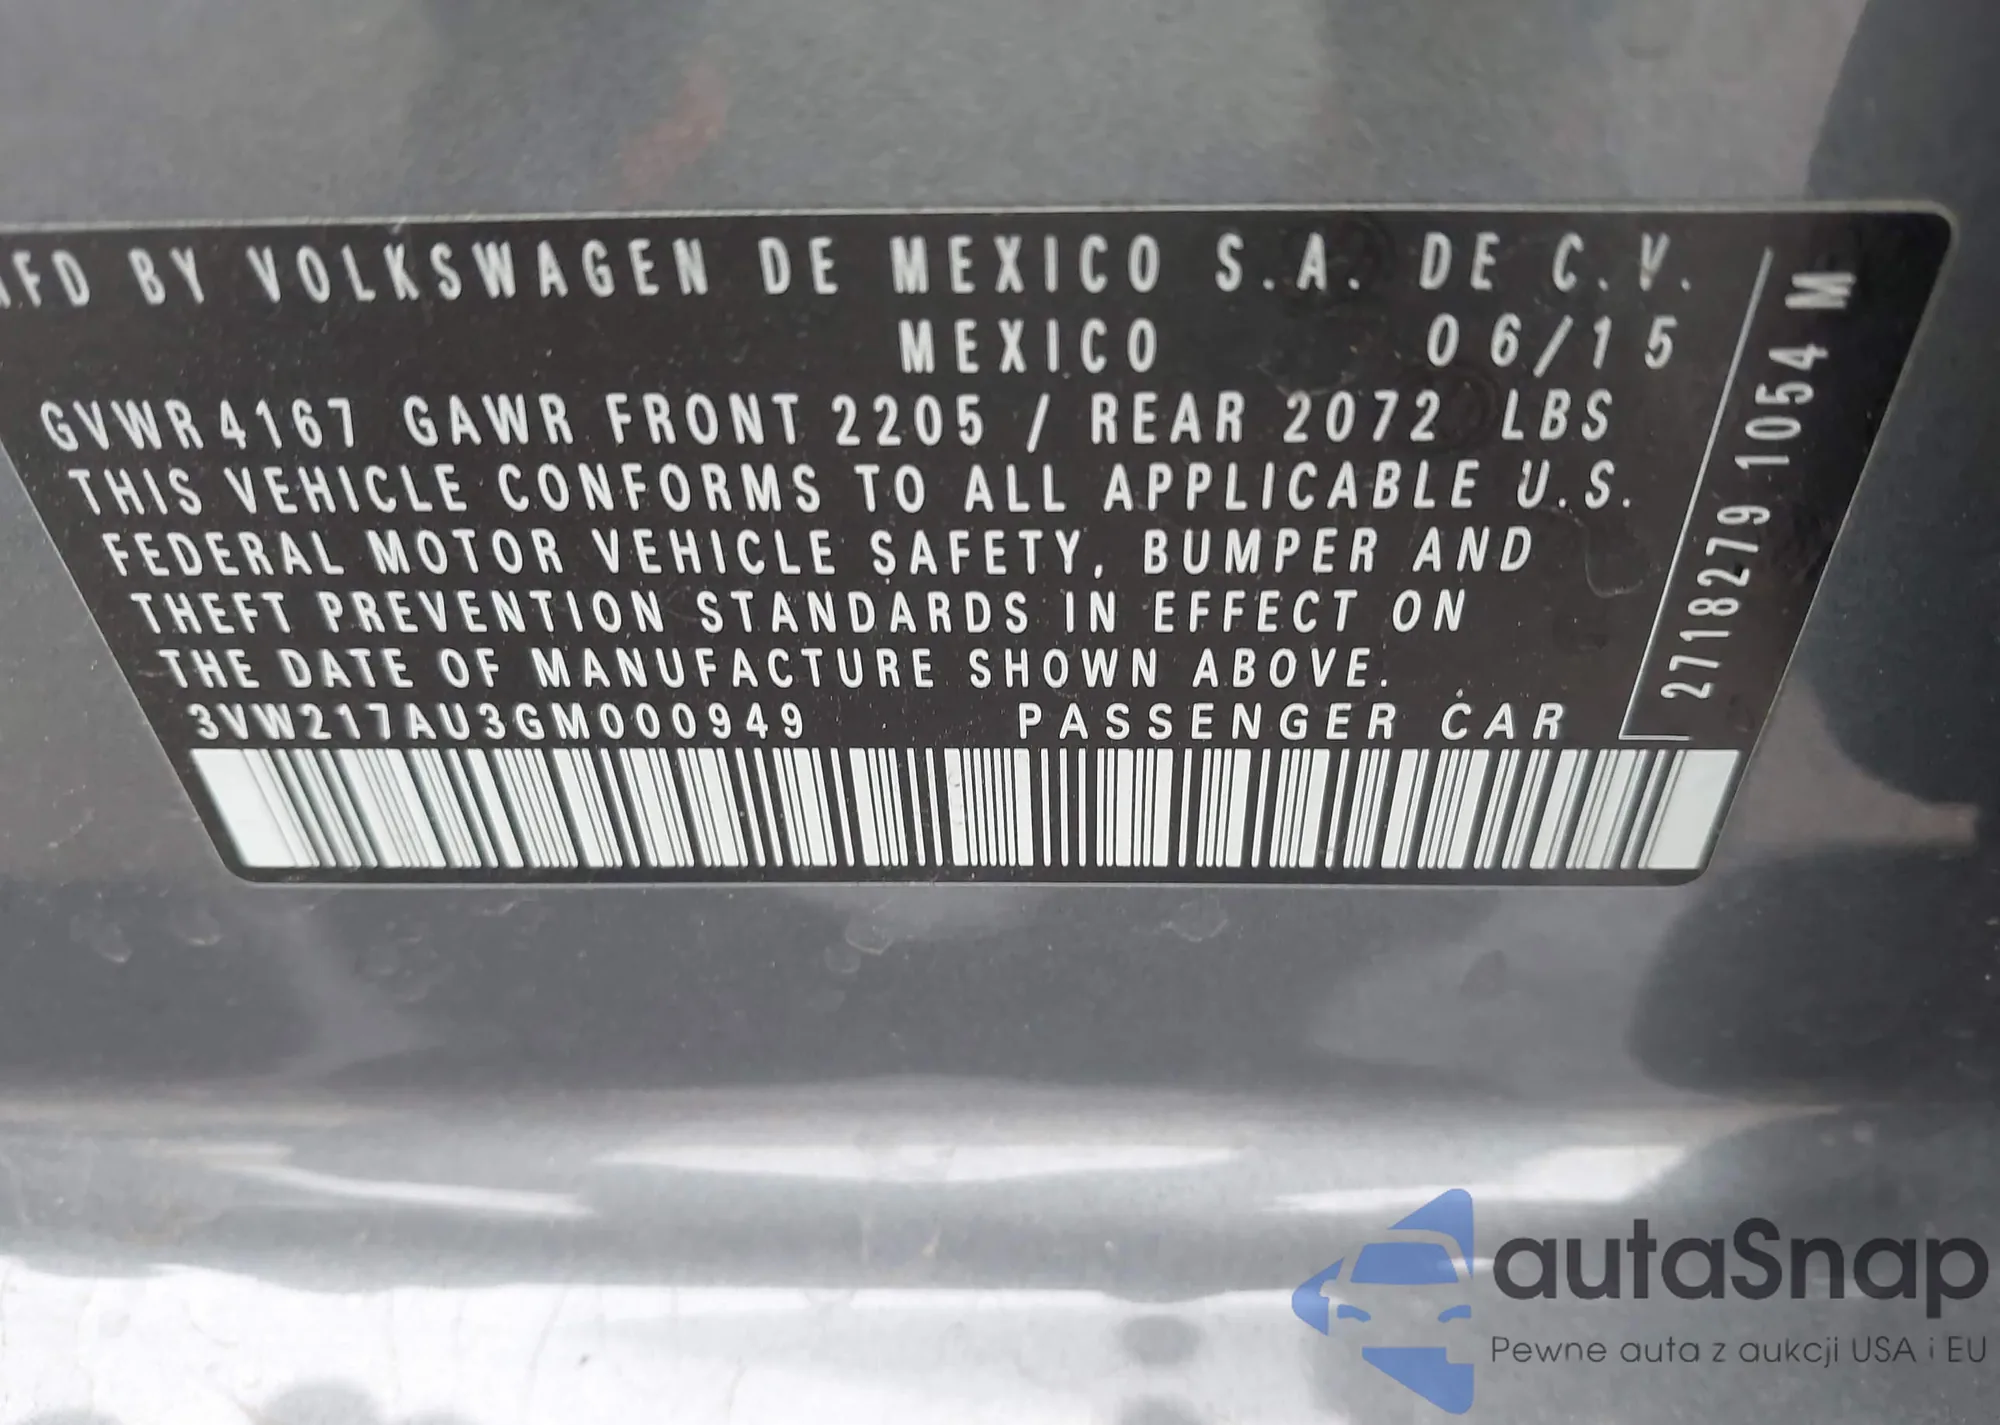 MFD BY VOLKSWAGEN DE MEXICO S.A. DE C.V.
MEXICO 06/15
GVWR 4167 GAWR FRONT 2205 / REAR 2072 LBS
THIS VEHICLE CONFORMS TO ALL APPLICABLE U.S.
FEDERAL MOTOR VEHICLE SAFETY, BUMPER AND
THEFT PREVENTION STANDARDS IN EFFECT ON
THE DATE OF MANUFACTURE SHOWN ABOVE.
3VW217AU3GM000949 PASSENGER CAR
2718279 1054 M
autaSnap
Pewne auta z aukcji USA i EU